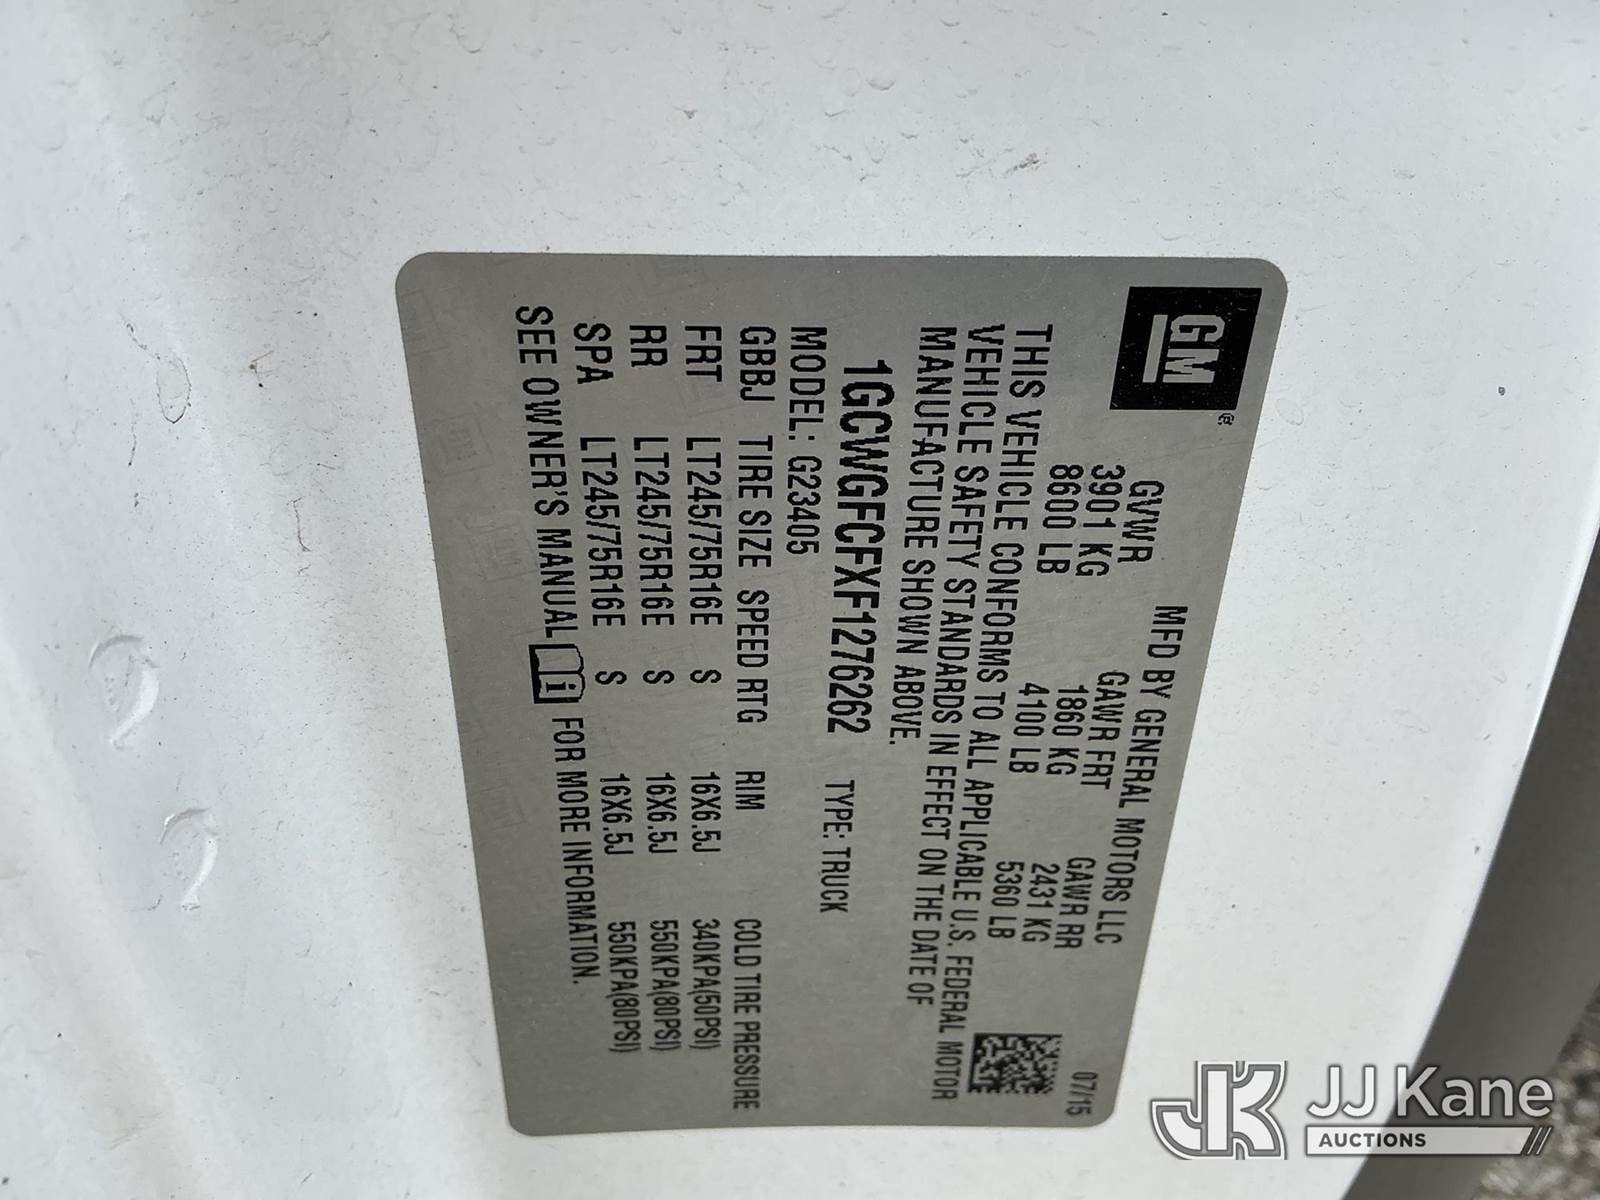 GM®
MFD BY GENERAL MOTORS LLC 07/15
GVWR GAWR FRT GAWR RR
3901 KG 1860 KG 2431 KG
8600 LB 4100 LB 5360 LB
THIS VEHICLE CONFORMS TO ALL APPLICABLE U.S. FEDERAL MOTOR
VEHICLE SAFETY STANDARDS IN EFFECT ON THE DATE OF
MANUFACTURE SHOWN ABOVE.
1GCWGFCFXF1276262 TYPE: TRUCK
MODEL: G23405
GBBJ TIRE SIZE SPEED RTG RIM COLD TIRE PRESSURE
FRT LT245/75R16E S 16X6.5J 340KPA(50PSI)
RR LT245/75R16E S 16X6.5J 550KPA(80PSI)
SPA LT245/75R16E S 16X6.5J 550KPA(80PSI)
SEE OWNER'S MANUAL FOR MORE INFORMATION.
JK JJ Kane
AUCTIONS